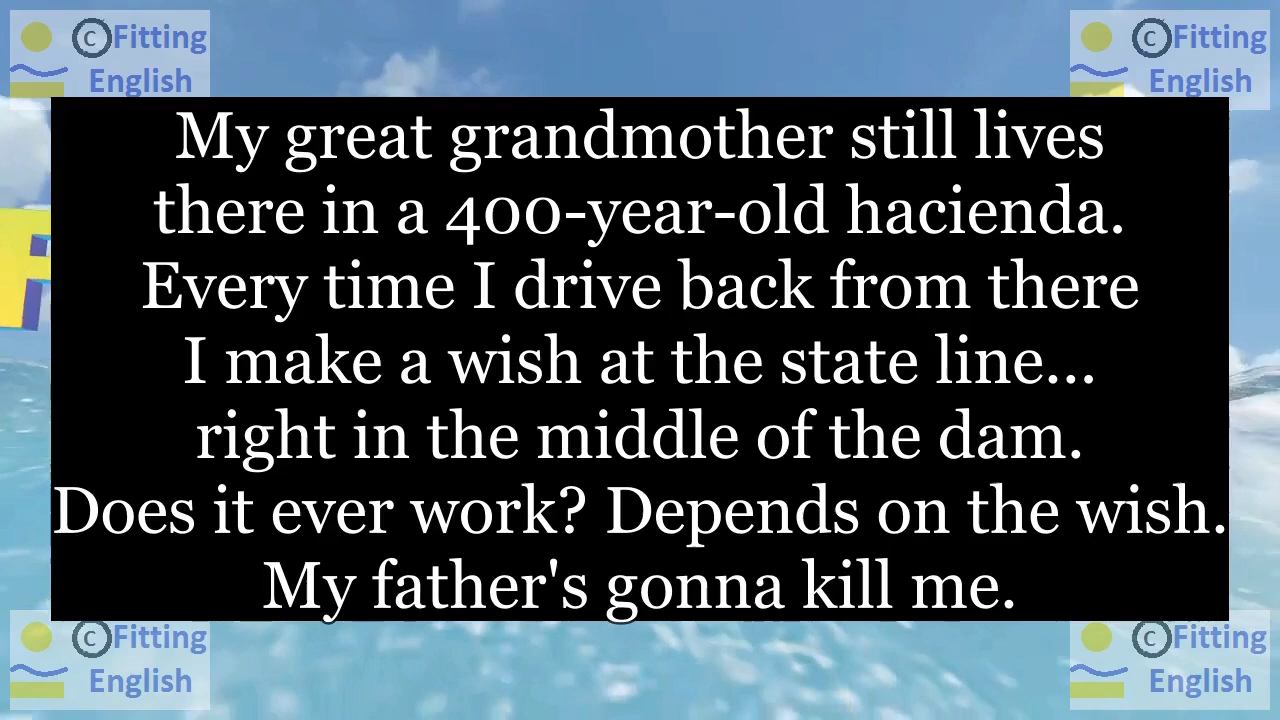 © Fitting
English
© Fitting
English
My great grandmother still lives
there in a 400-year-old hacienda.
Every time I drive back from there
I make a wish at the state line...
right in the middle of the dam.
Does it ever work? Depends on the wish.
My father's gonna kill me.
© Fitting
English
© Fitting
English